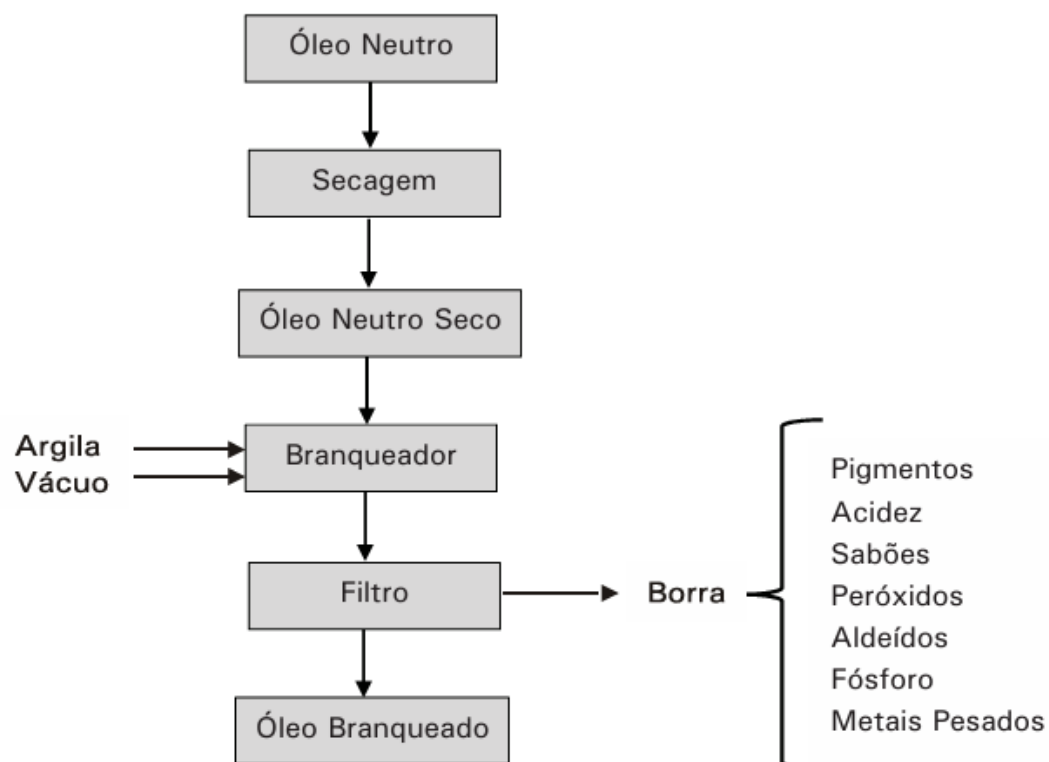 Óleo Neutro
Secagem
Óleo Neutro Seco
Argila
Vácuo
Branqueador
Filtro
Borra
Pigmentos
Acidez
Sabões
Peróxidos
Aldeídos
Fósforo
Metais Pesados
Óleo Branqueado